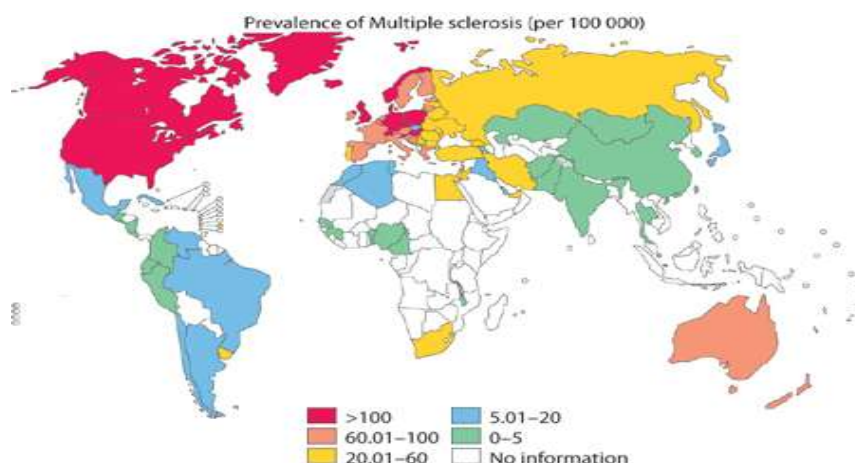 Prevalence of Multiple sclerosis (per 100 000)
>100
60.01–100
20.01–60
5.01–20
0–5
No information